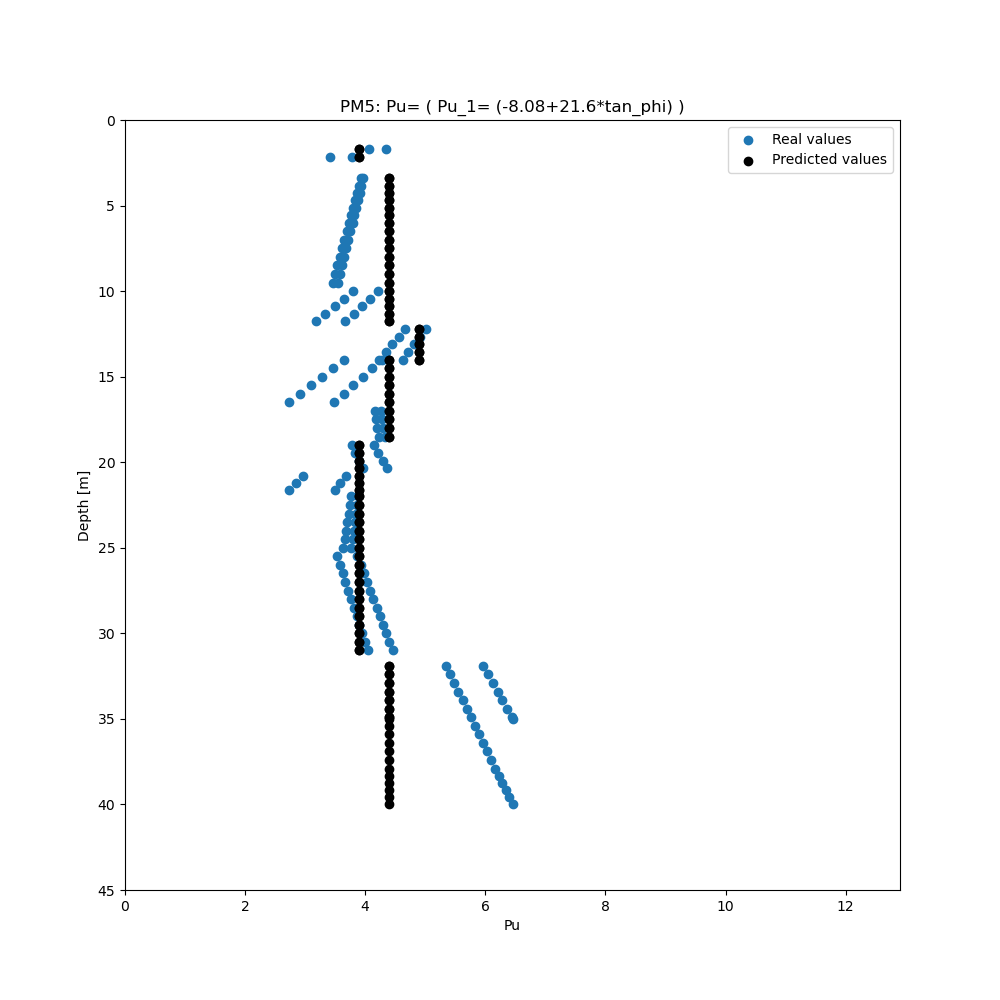 PM5: Pu= ( Pu_1= (-8.08+21.6*tan_phi) )
Real values
Predicted values
0
5
10
15
20
25
30
35
40
45
Depth [m]
0 2 4 6 8 10 12
Pu